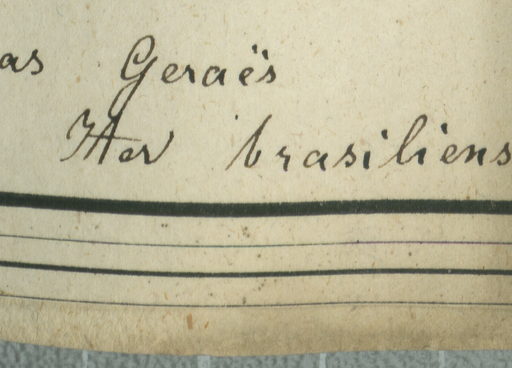 as Geraës
Iter brasiliens